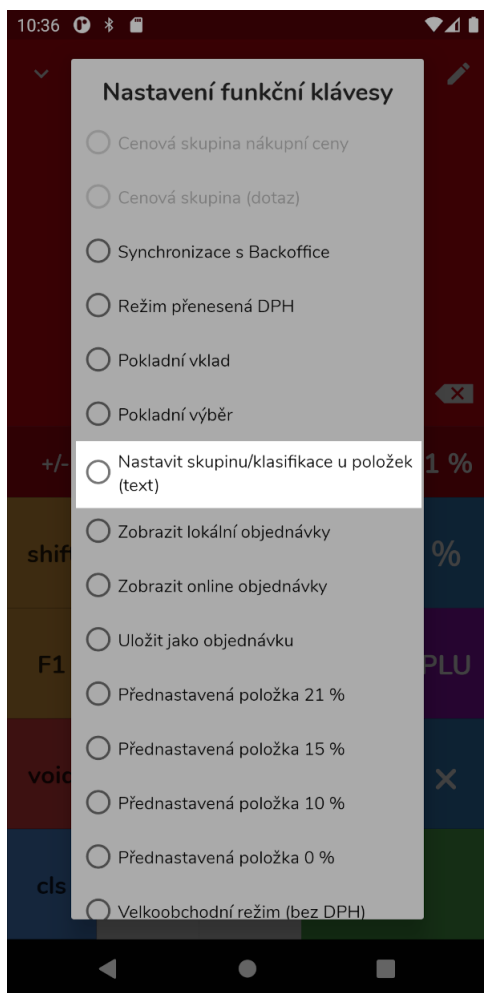 10:36
Nastavení funkční klávesy
Cenová skupina nákupní ceny
Cenová skupina (dotaz)
Synchronizace s Backoffice
Režim přenesená DPH
Pokladní vklad
Pokladní výběr
+/-
Nastavit skupinu/klasifikace u položek
(text)
1 %
Zobrazit lokální objednávky
shif
%
Zobrazit online objednávky
Uložit jako objednávku
F1
PLU
Přednastavená položka 21 %
Přednastavená položka 15 %
void
Přednastavená položka 10 %
Přednastavená položka 0 %
cls
Velkoobchodní režim (bez DPH)